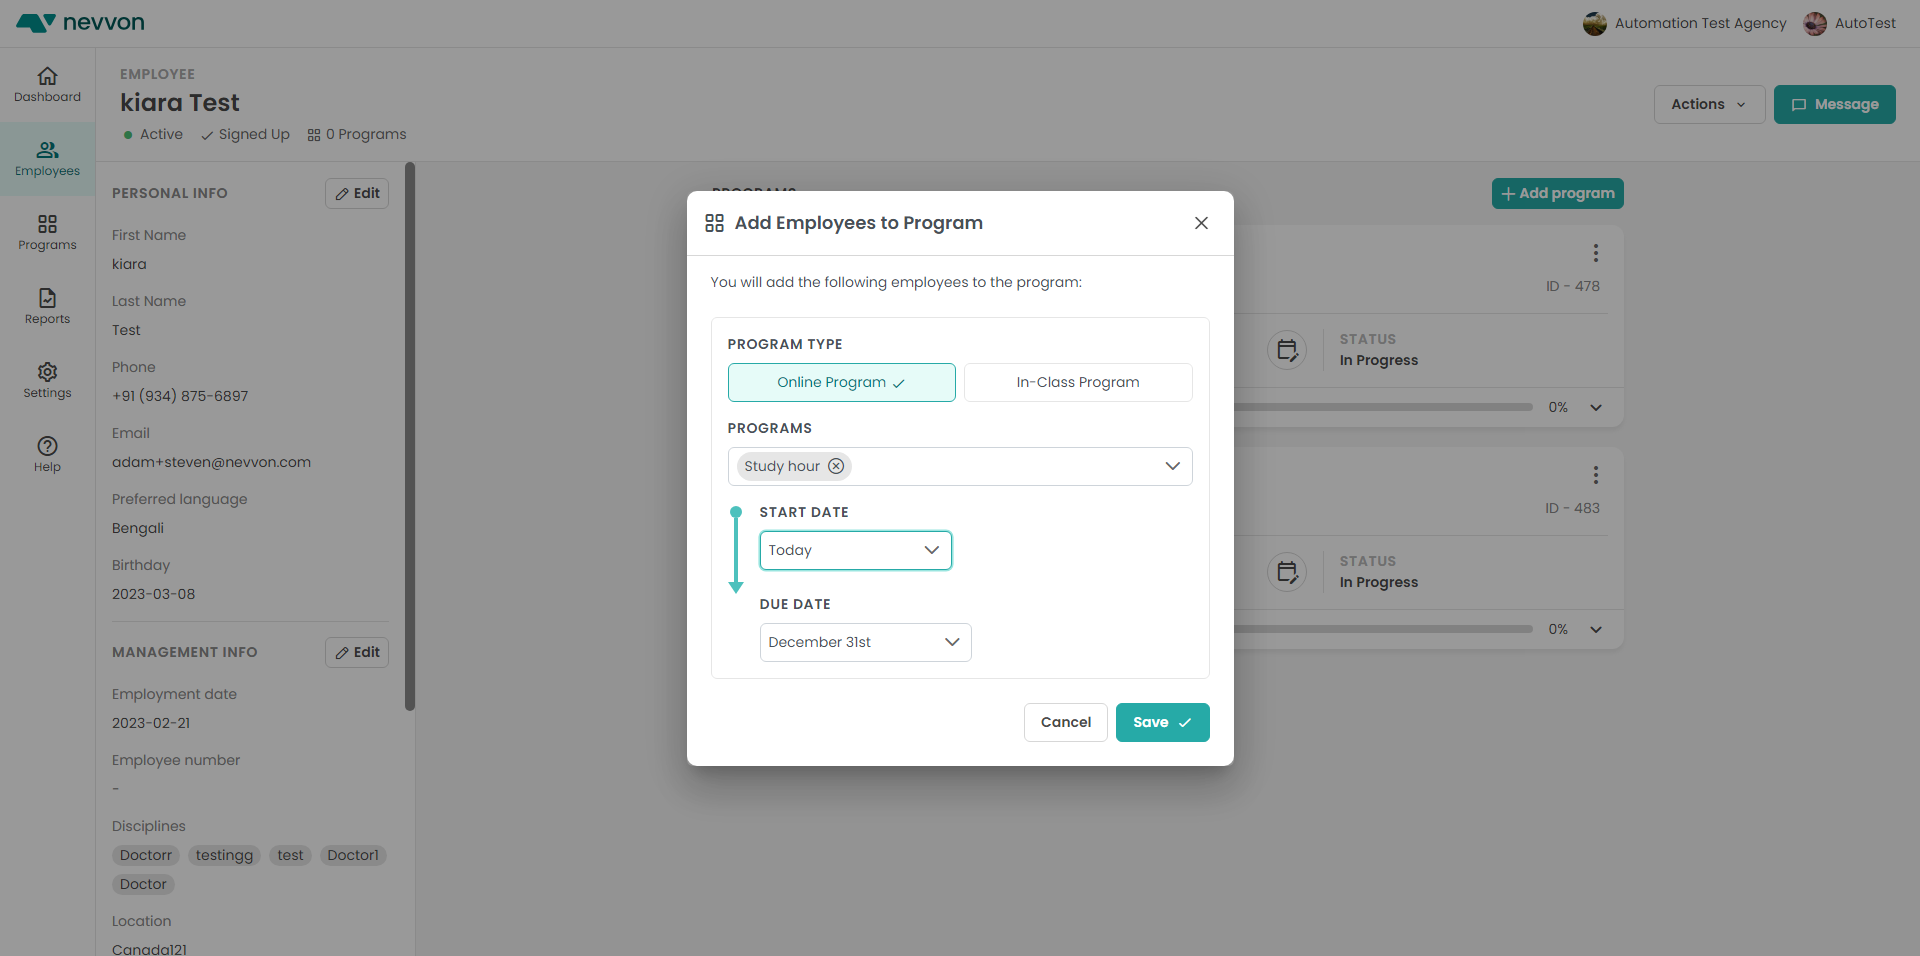 nevvon
Automation Test Agency
AutoTest
Dashboard
Employees
Programs
Reports
Settings
Help
EMPLOYEE
kiara Test
Active
Signed Up
0 Programs
Actions
Message
PERSONAL INFO
Edit
First Name
kiara
Last Name
Test
Phone
+91 (934) 875-6897
Email
adam+steven@nevvon.com
Preferred language
Bengali
Birthday
2023-03-08
MANAGEMENT INFO
Edit
Employment date
2023-02-21
Employee number
-
Disciplines
Doctorr testingg test Doctor1
Doctor
Location
Canada121
PROGRAMS
+ Add program
ID - 478
STATUS
In Progress
0%
ID - 483
STATUS
In Progress
0%
Add Employees to Program
You will add the following employees to the program:
PROGRAM TYPE
Online Program
In-Class Program
PROGRAMS
Study hour
START DATE
Today
DUE DATE
December 31st
Cancel
Save